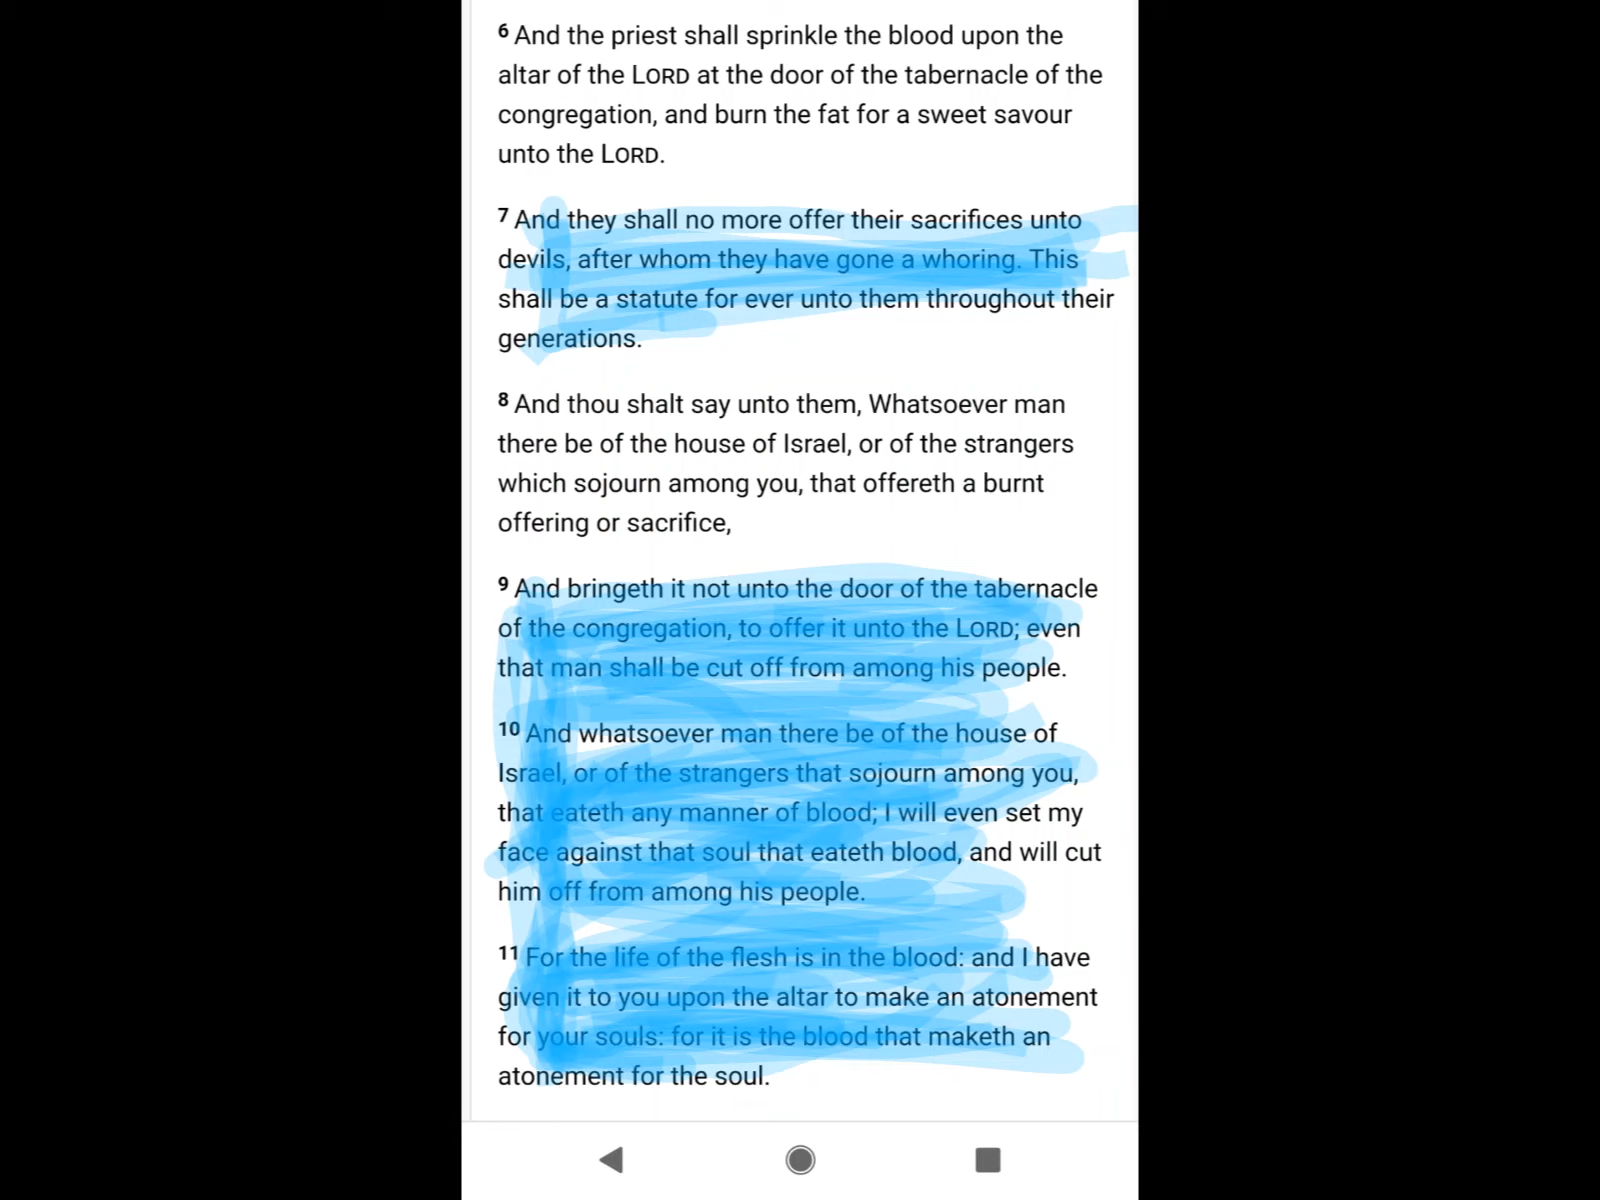 6 And the priest shall sprinkle the blood upon the
altar of the LORD at the door of the tabernacle of the
congregation, and burn the fat for a sweet savour
unto the LORD.
7 And they shall no more offer their sacrifices unto
devils, after whom they have gone a whoring. This
shall be a statute for ever unto them throughout their
generations.
8 And thou shalt say unto them, Whatsoever man
there be of the house of Israel, or of the strangers
which sojourn among you, that offereth a burnt
offering or sacrifice,
9 And bringeth it not unto the door of the tabernacle
of the congregation, to offer it unto the LORD; even
that man shall be cut off from among his people.
10 And whatsoever man there be of the house of
Israel, or of the strangers that sojourn among you,
that eateth any manner of blood; I will even set my
face against that soul that eateth blood, and will cut
him off from among his people.
11 For the life of the flesh is in the blood: and I have
given it to you upon the altar to make an atonement
for your souls: for it is the blood that maketh an
atonement for the soul.